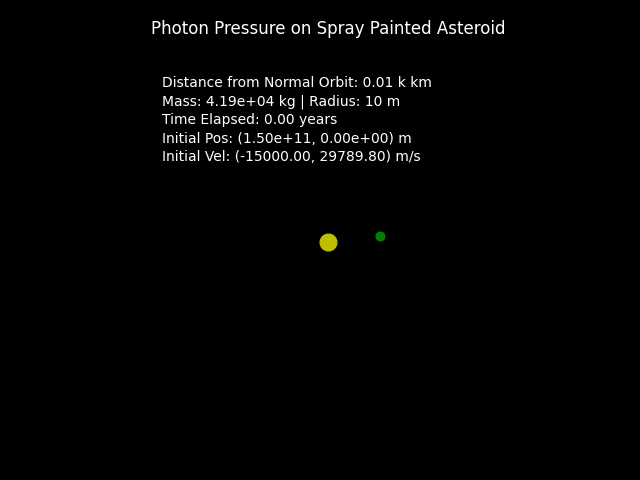 Photon Pressure on Spray Painted Asteroid
Distance from Normal Orbit: 0.01 k km
Mass: 4.19e+04 kg | Radius: 10 m
Time Elapsed: 0.00 years
Initial Pos: (1.50e+11, 0.00e+00) m
Initial Vel: (-15000.00, 29789.80) m/s